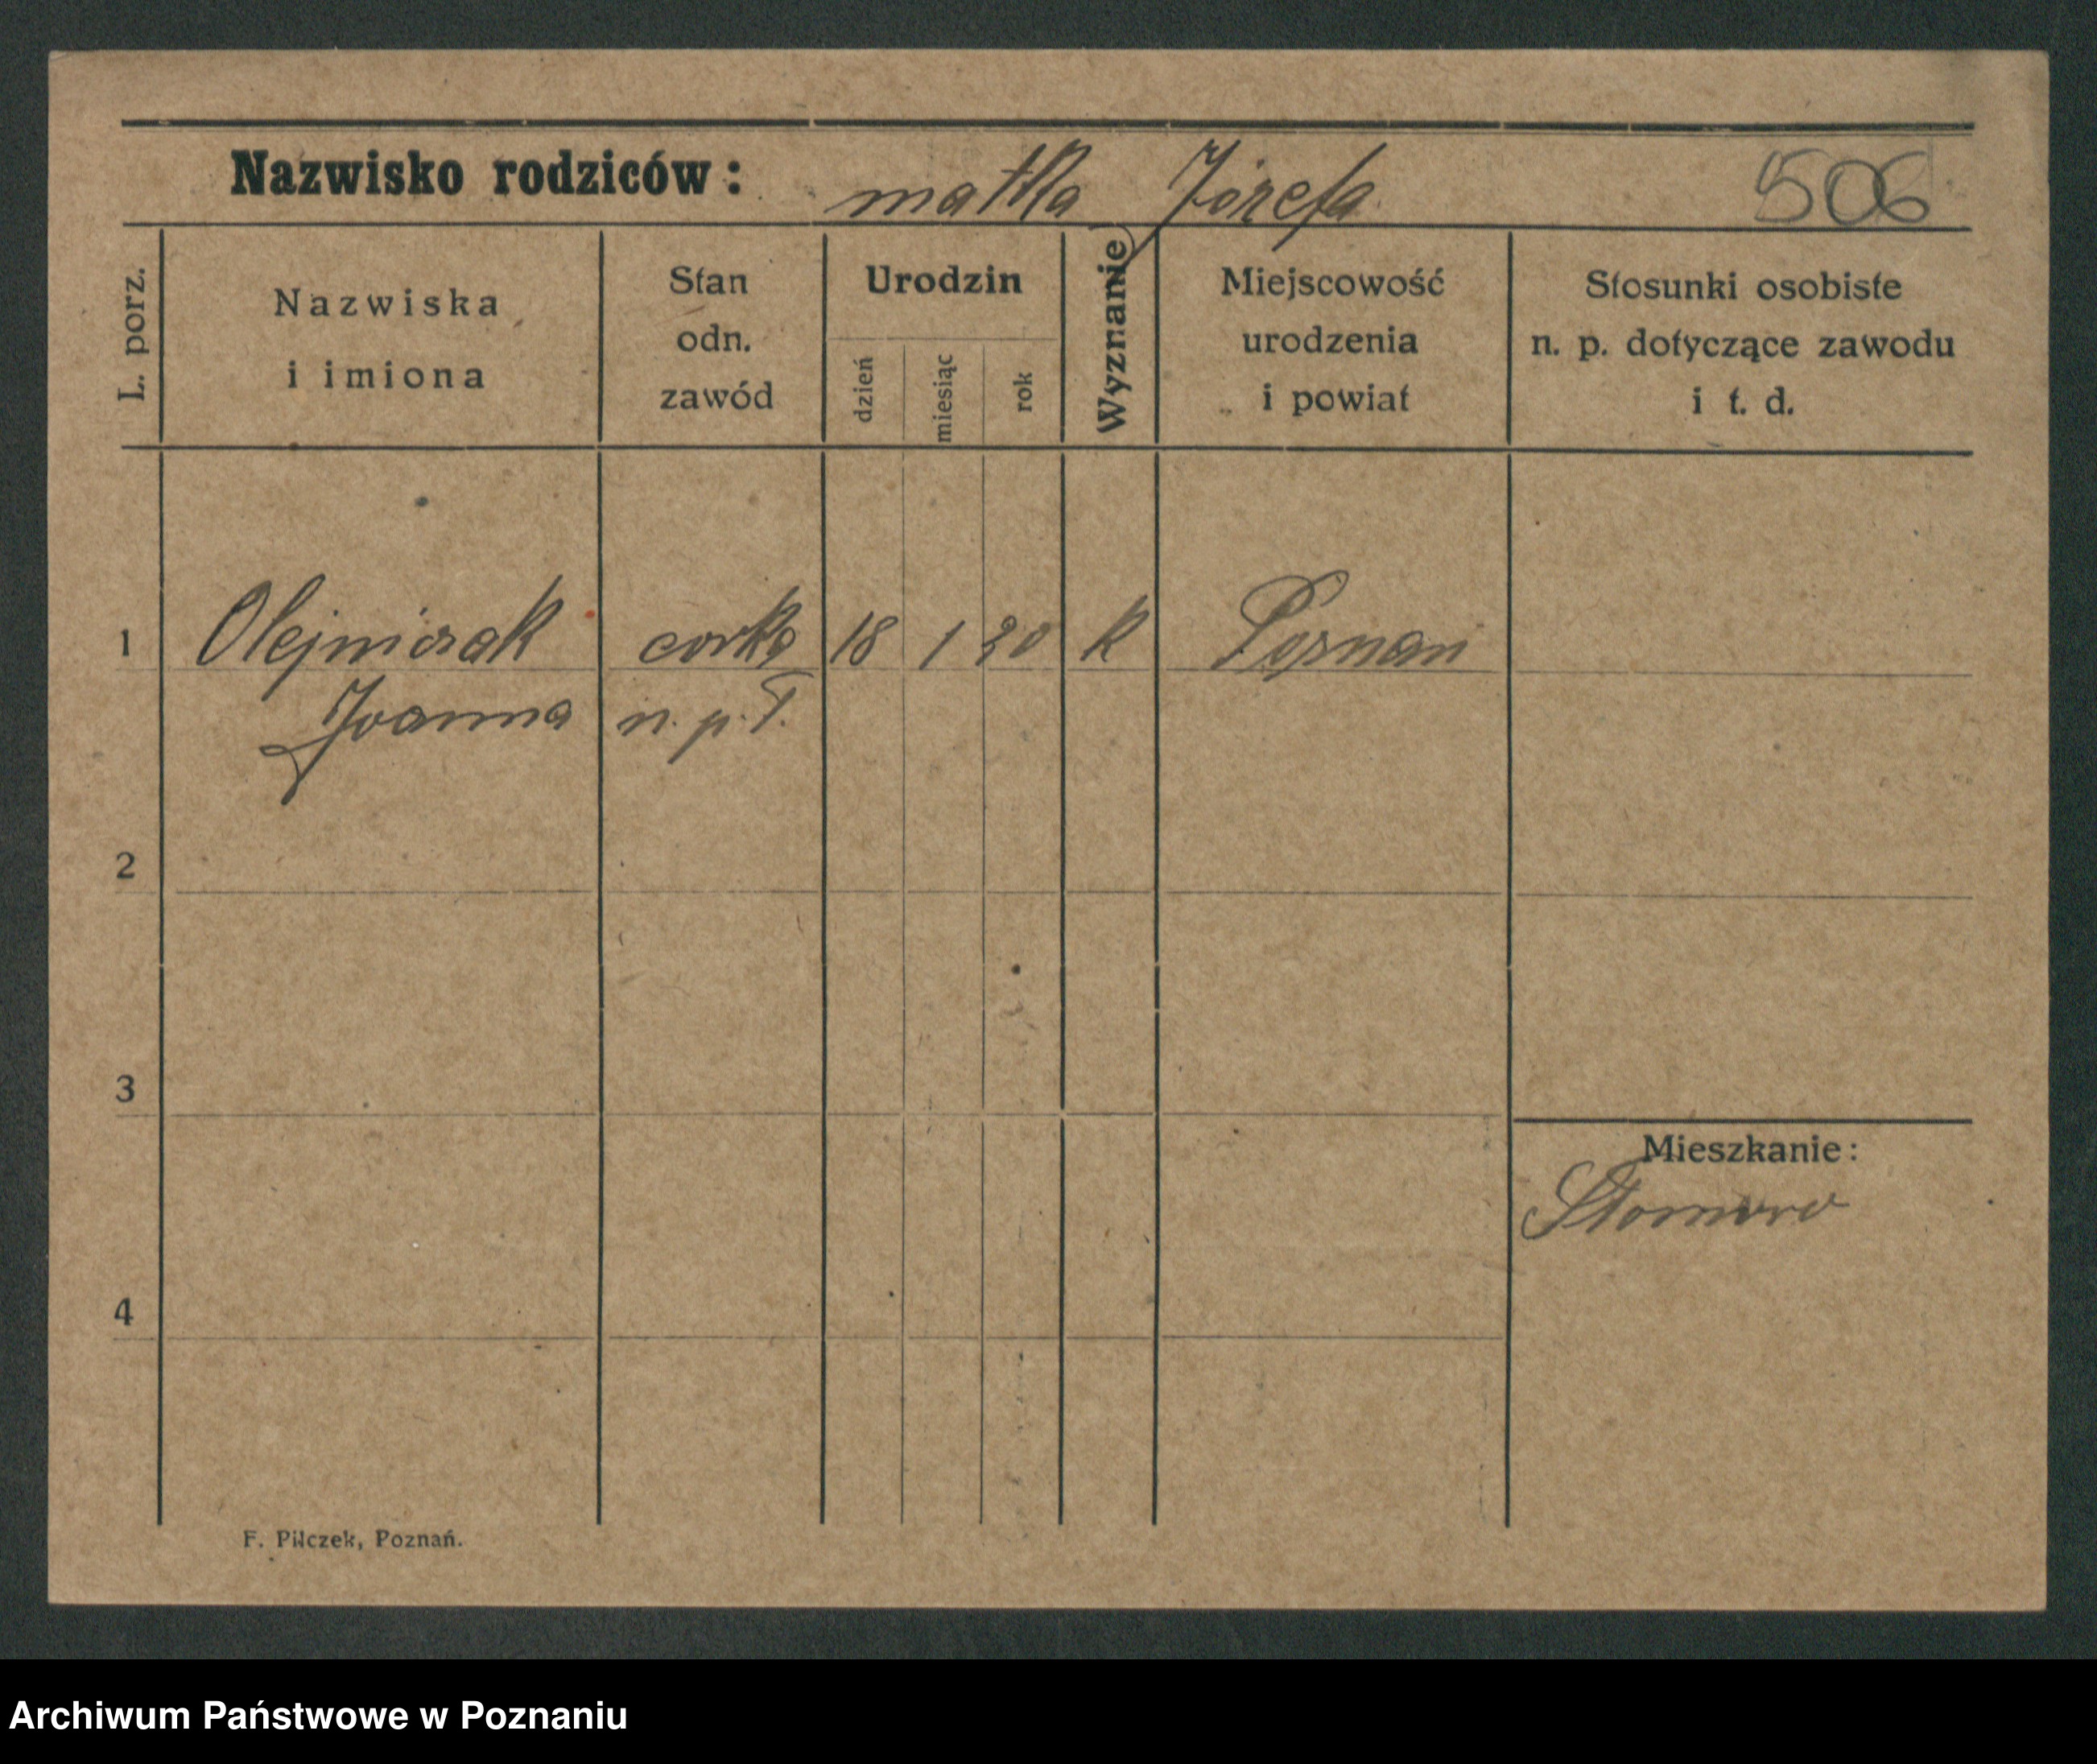 Nazwisko rodziców: matka Józefa 506
L. porz.
Nazwiska
i imiona
Stan
odn.
zawód
Urodzin
dzień
miesiąc
rok
Wyznanie
Miejscowość
urodzenia
i powiat
Stosunki osobiste
n. p. dotyczące zawodu
i t. d.
1 Olejniczak corka 18 1 20 k Poznań
Joanna n. p. T.
2
3
Mieszkanie:
Słomowo
4
F. Pilczek, Poznań.
Archiwum Państwowe w Poznaniu